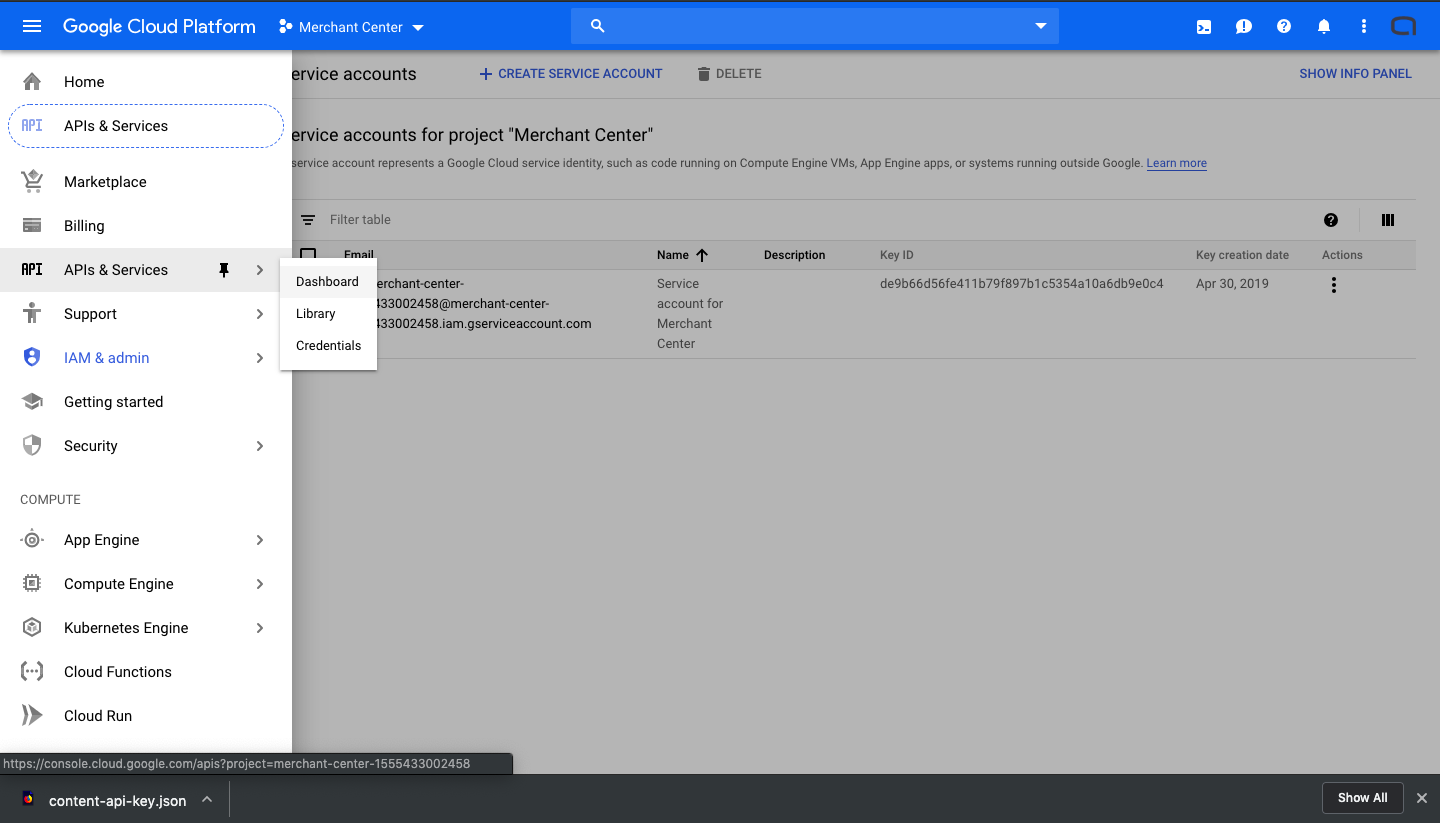 Google Cloud Platform
Merchant Center
Home
API APIs & Services
Marketplace
Billing
API APIs & Services
Support
IAM & admin
Getting started
Security
COMPUTE
App Engine
Compute Engine
Kubernetes Engine
Cloud Functions
Cloud Run
Dashboard
Library
Credentials
ervice accounts
CREATE SERVICE ACCOUNT
DELETE
SHOW INFO PANEL
ervice accounts for project "Merchant Center"
service account represents a Google Cloud service identity, such as code running on Compute Engine VMs, App Engine apps, or systems running outside Google. Learn more
Filter table
Email Name Description Key ID Key creation date Actions
erchant-center-
433002458@merchant-center-
433002458.iam.gserviceaccount.com
Service
account for
Merchant
Center
de9b66d56fe411b79f897b1c5354a10a6db9e0c4
Apr 30, 2019
https://console.cloud.google.com/apis?project=merchant-center-1555433002458
content-api-key.json
Show All